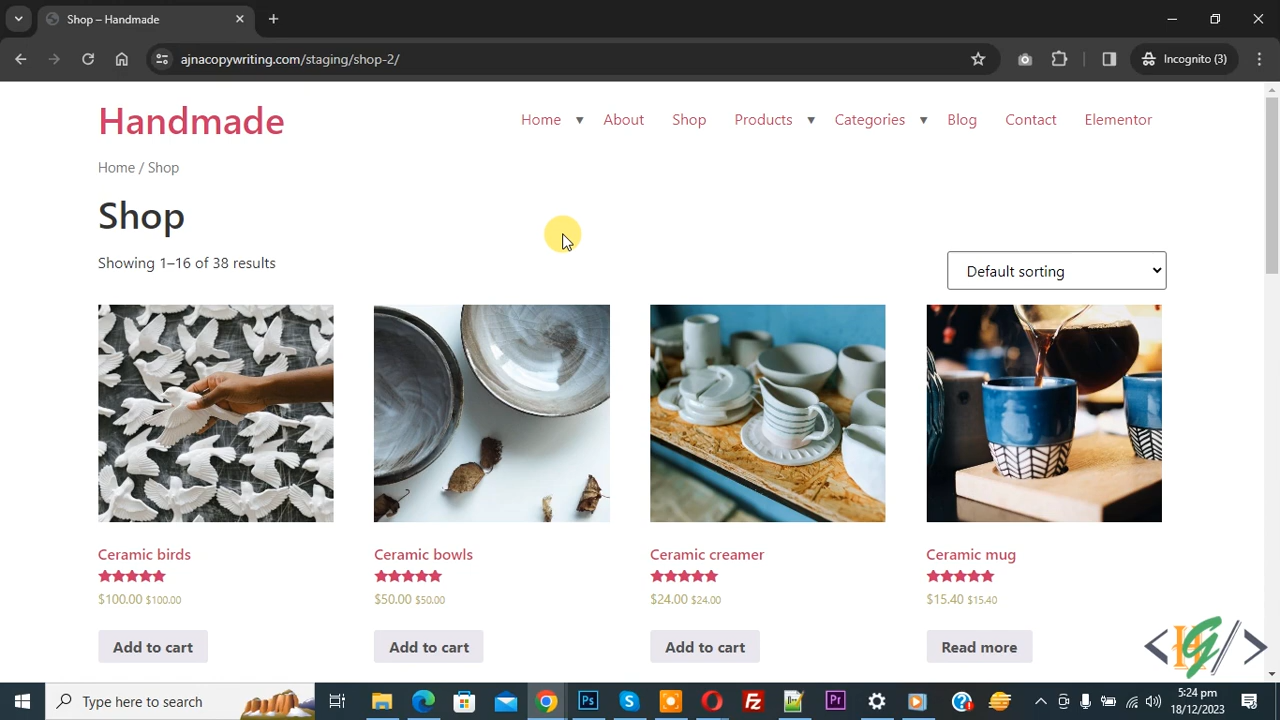 Shop – Handmade
ajnacopywriting.com/staging/shop-2/
Incognito (3)
Handmade
Home
About
Shop
Products
Categories
Blog
Contact
Elementor
Home / Shop
Shop
Showing 1–16 of 38 results
Default sorting
Ceramic birds
$100.00 $100.00
Add to cart
Ceramic bowls
$50.00 $50.00
Add to cart
Ceramic creamer
$24.00 $24.00
Add to cart
Ceramic mug
$15.40 $15.40
Read more
Type here to search
Ps
S
Fz
Pr
5:24 pm
18/12/2023